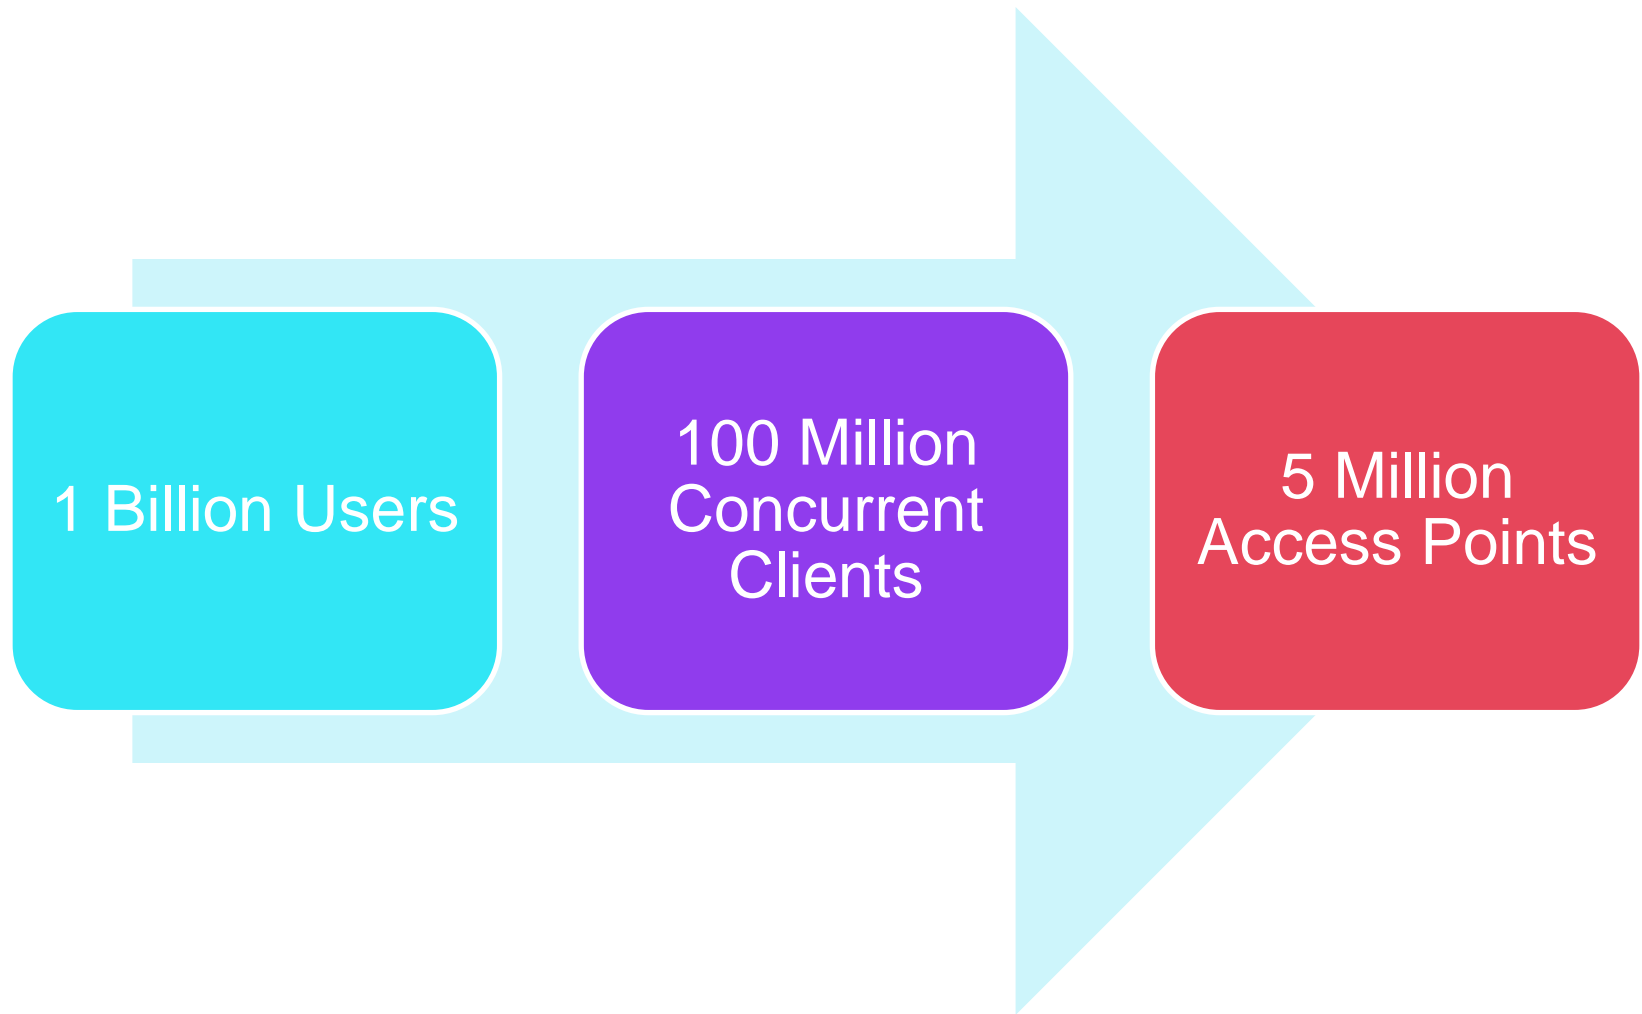 1 Billion Users
100 Million
Concurrent
Clients
5 Million
Access Points